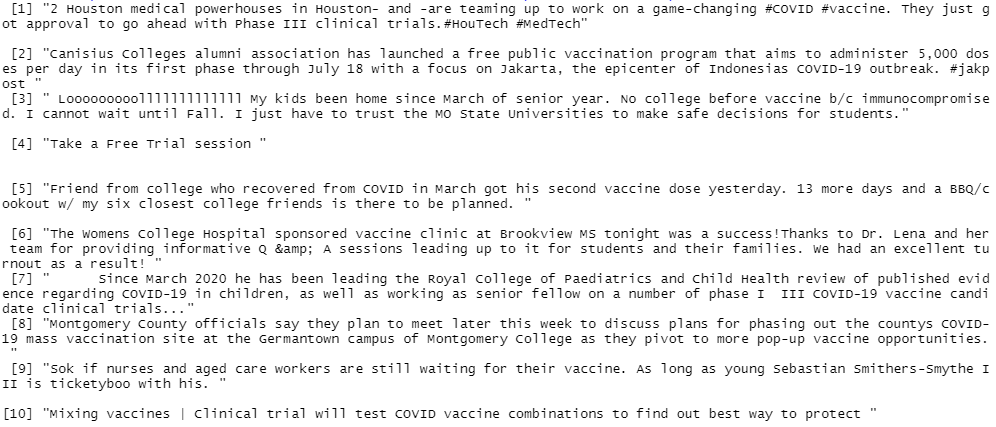 [1] "2 Houston medical powerhouses in Houston- and -are teaming up to work on a game-changing #COVID #vaccine. They just g
ot approval to go ahead with Phase III clinical trials.#HouTech #MedTech"
[2] "Canisius Colleges alumni association has launched a free public vaccination program that aims to administer 5,000 dos
es per day in its first phase through July 18 with a focus on Jakarta, the epicenter of Indonesias COVID-19 outbreak. #jakp
ost "
[3] " Looooooooolllllllllllll My kids been home since March of senior year. No college before vaccine b/c immunocompromise
d. I cannot wait until Fall. I just have to trust the MO State Universities to make safe decisions for students."
[4] "Take a Free Trial session "
[5] "Friend from college who recovered from COVID in March got his second vaccine dose yesterday. 13 more days and a BBQ/c
ookout w/ my six closest college friends is there to be planned. "
[6] "The Womens College Hospital sponsored vaccine clinic at Brookview MS tonight was a success!Thanks to Dr. Lena and her
 team for providing informative Q &amp; A sessions leading up to it for students and their families. We had an excellent tu
rnout as a result! "
[7] "      Since March 2020 he has been leading the Royal College of Paediatrics and Child Health review of published evid
ence regarding COVID-19 in children, as well as working as senior fellow on a number of phase I  III COVID-19 vaccine candi
date clinical trials..."
[8] "Montgomery County officials say they plan to meet later this week to discuss plans for phasing out the countys COVID-
19 mass vaccination site at the Germantown campus of Montgomery College as they pivot to more pop-up vaccine opportunities.
 "
[9] "Sok if nurses and aged care workers are still waiting for their vaccine. As long as young Sebastian Smithers-Smythe I
II is ticketyboo with his. "
[10] "Mixing vaccines | Clinical trial will test COVID vaccine combinations to find out best way to protect "